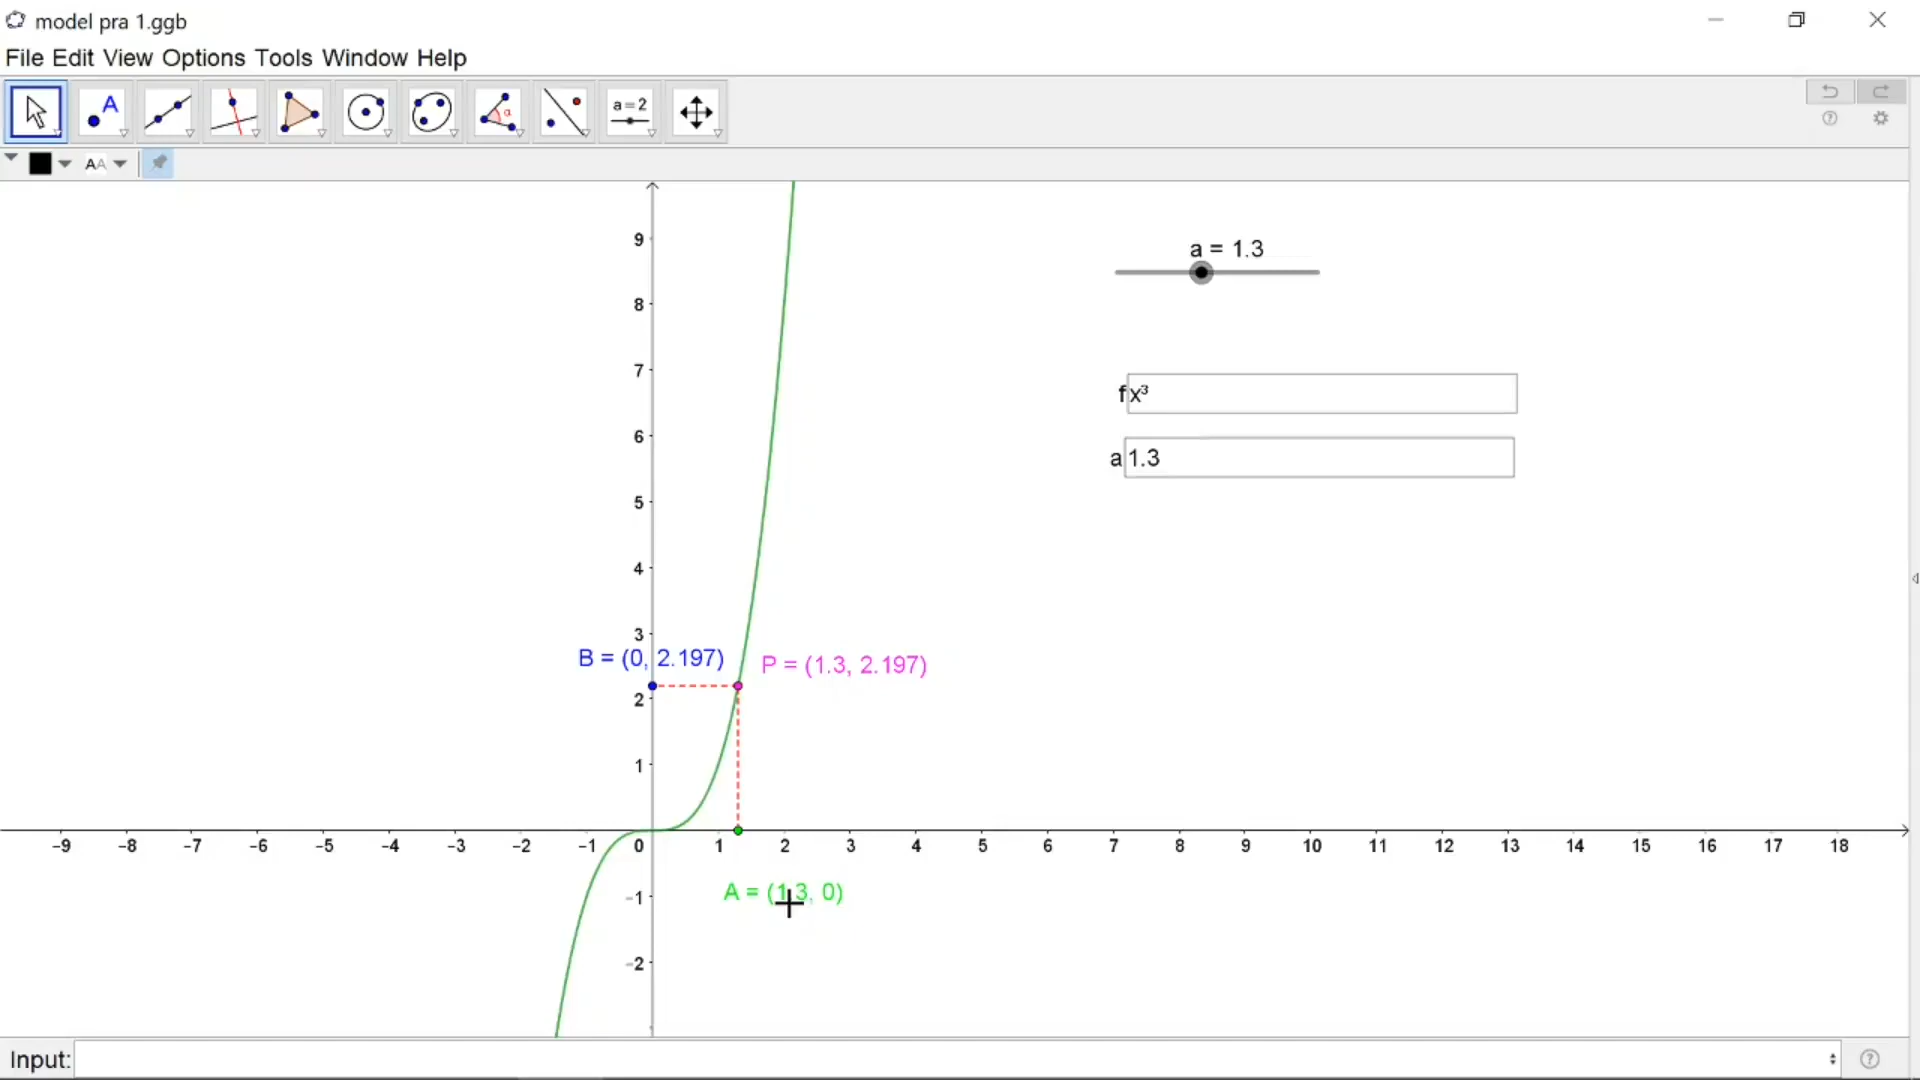 model pra 1.ggb
File Edit View Options Tools Window Help
A
α
a=2
AA
9
8
7
6
5
4
3
2
1
-1
-2
a = 1.3
f x³
a 1.3
B = (0, 2.197)
P = (1.3, 2.197)
-9 -8 -7 -6 -5 -4 -3 -2 -1 0 1 2 3 4 5 6 7 8 9 10 11 12 13 14 15 16 17 18
A = (1.3, 0)
Input: